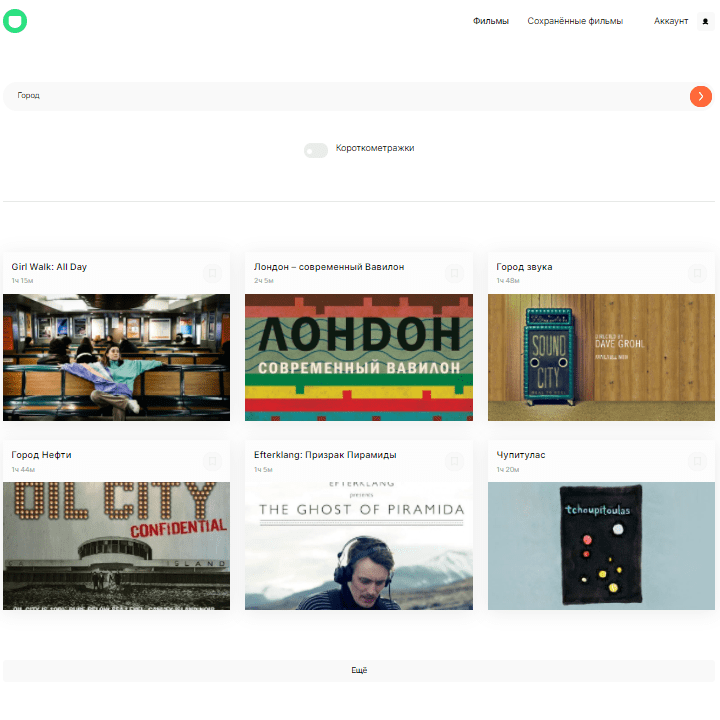 Фильмы
Сохранённые фильмы
Аккаунт
Город
Короткометражки
Girl Walk: All Day
1ч 15м
Лондон – современный Вавилон
2ч 5м
Город звука
1ч 48м
ЛОНДОН
СОВРЕМЕННЫЙ ВАВИЛОН
SOUND
CITY
DIRECTED BY
DAVE GROHL
Город Нефти
1ч 44м
Efterklang: Призрак Пирамиды
1ч 5м
Чупитулас
1ч 20м
OIL CITY
CONFIDENTIAL
ISLAND
EFTERKLANG
presents
THE GHOST OF PIRAMIDA
tchoupitoulas
Ещё